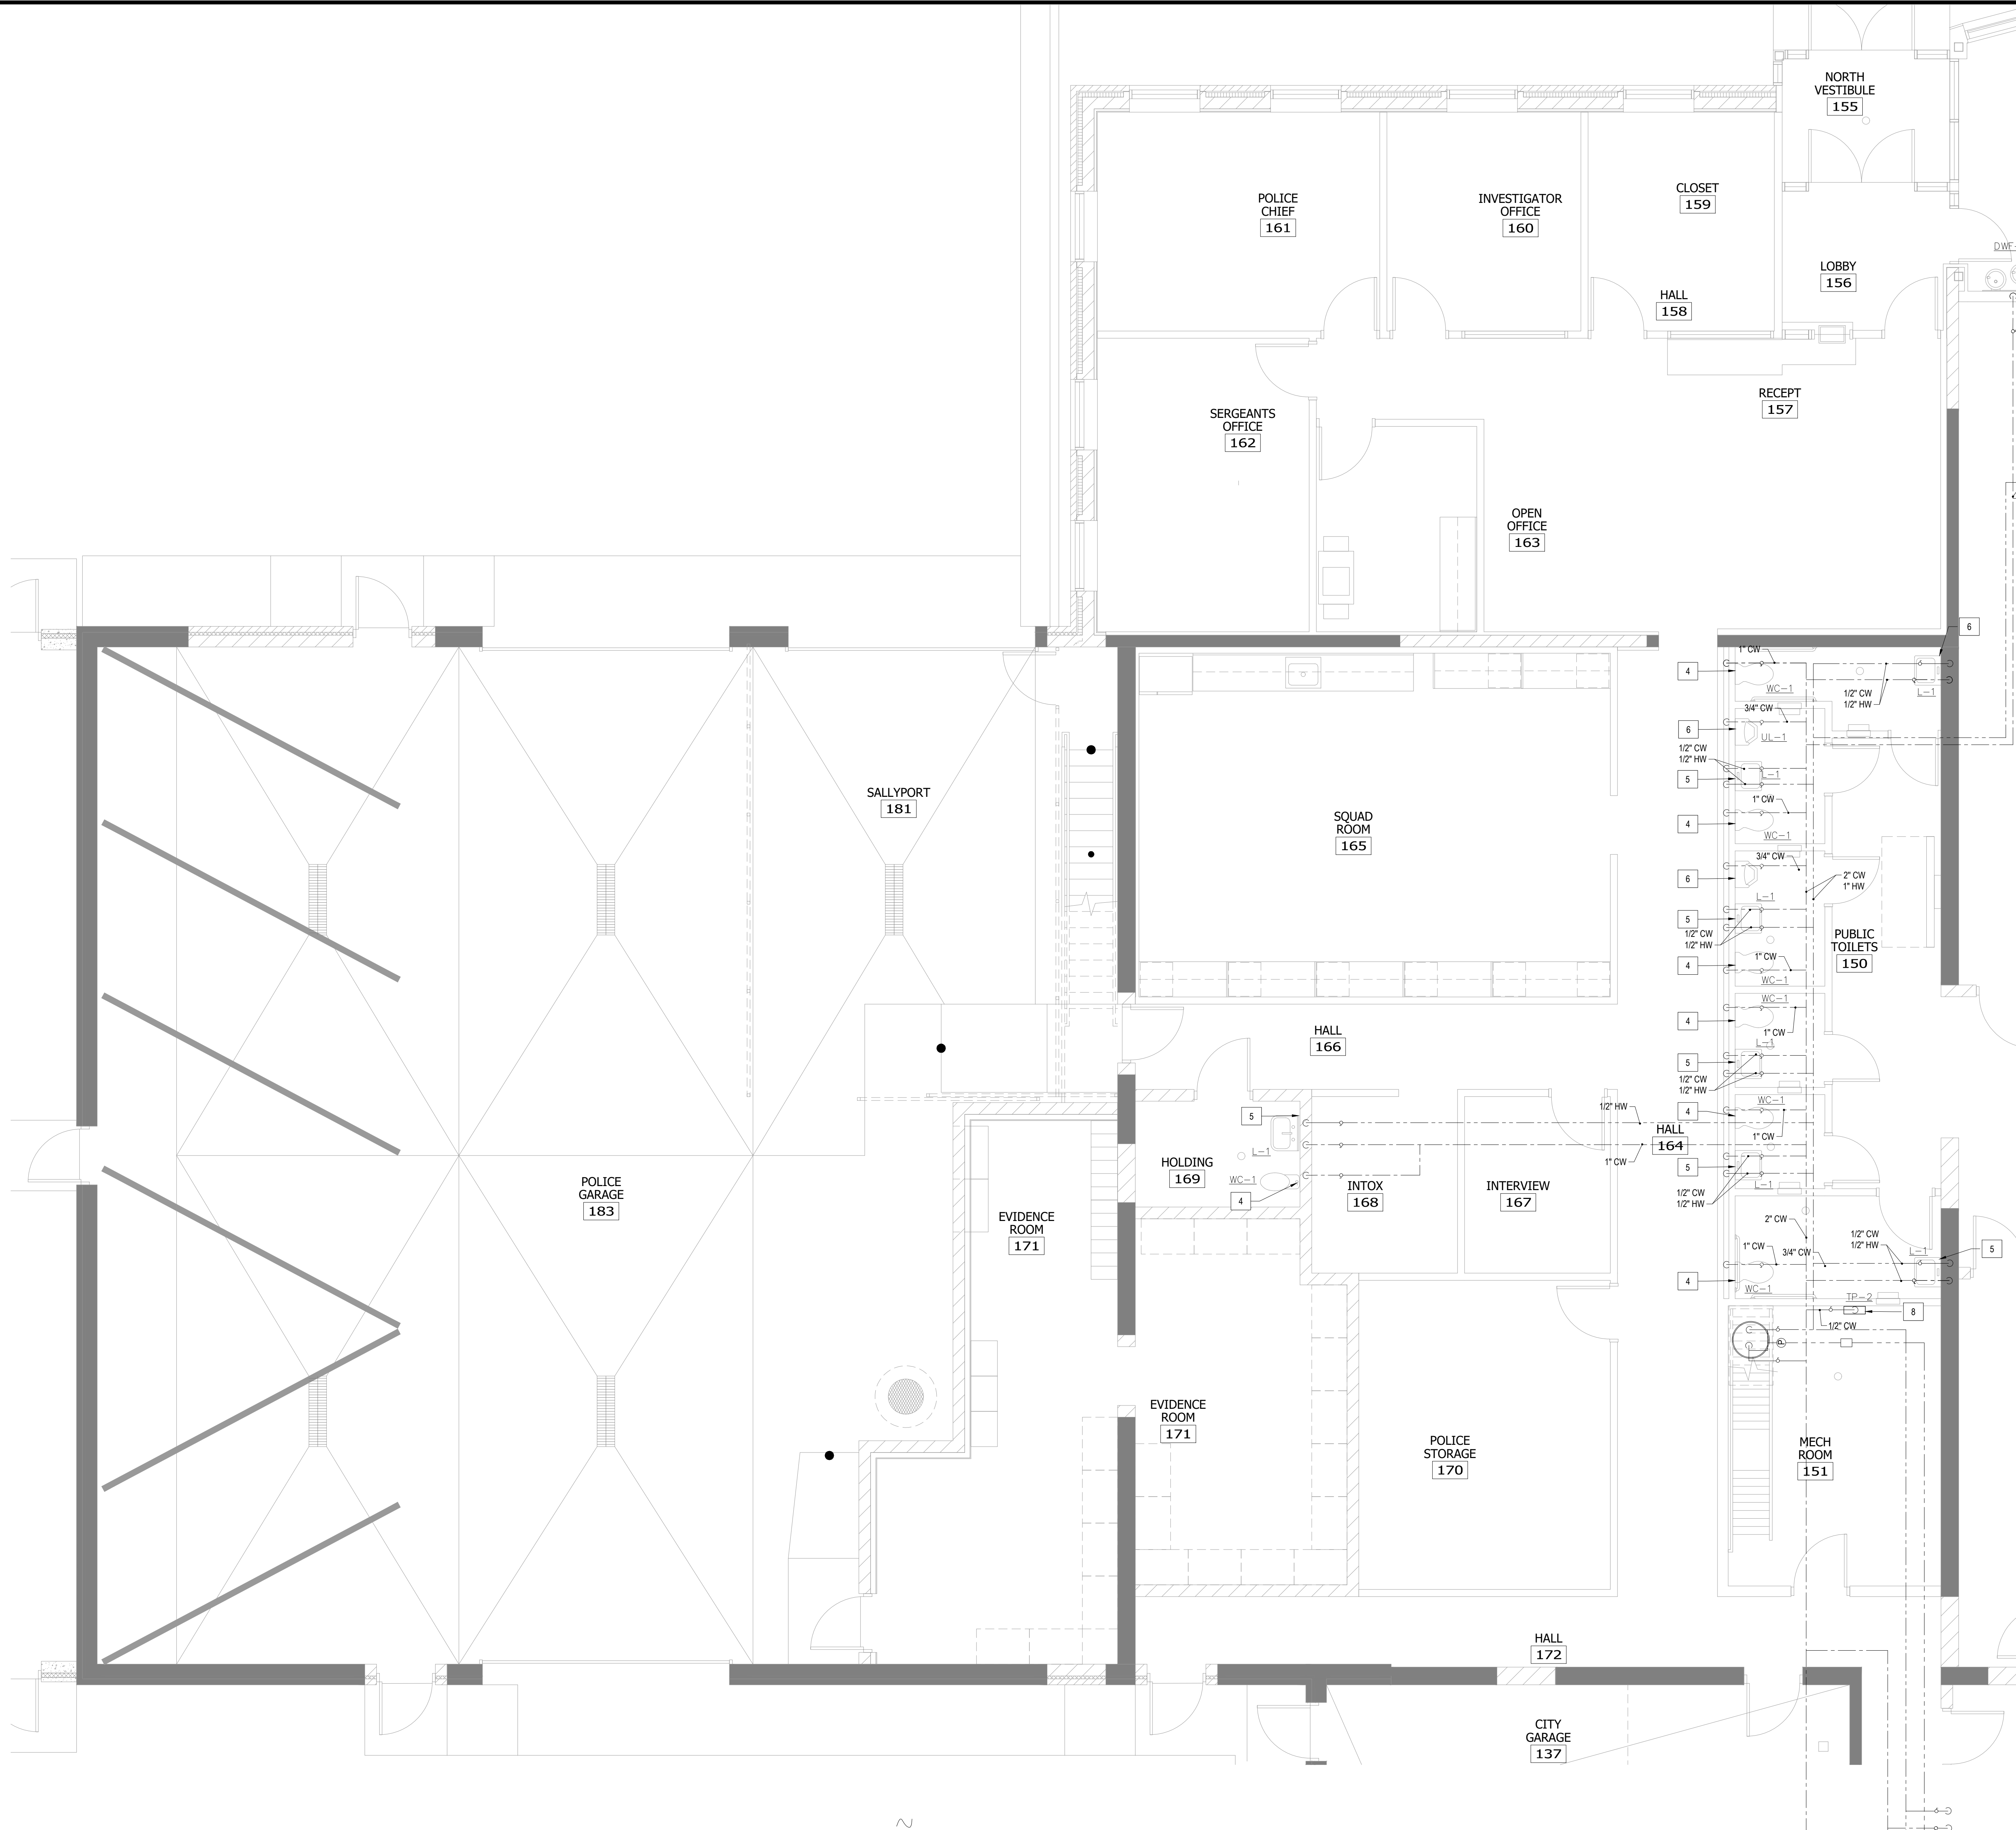 NORTH
VESTIBULE
155
POLICE
CHIEF
161
INVESTIGATOR
OFFICE
160
CLOSET
159
DWF-
LOBBY
156
HALL
158
RECEPT
157
SERGEANTS
OFFICE
162
OPEN
OFFICE
163
6
1" CW
4
WC-1
1/2" CW
1/2" HW
L-1
3/4" CW
6
UL-1
1/2" CW
1/2" HW
L-1
5
SALLYPORT
181
1" CW
SQUAD
ROOM
165
4
WC-1
3/4" CW
6
2" CW
1" HW
L-1
5
1/2" CW
1/2" HW
PUBLIC
TOILETS
150
1" CW
4
WC-1
WC-1
4
1" CW
HALL
166
L-1
5
1/2" CW
1/2" HW
WC-1
4
5
1/2" HW
HALL
164
1" CW
L-1
1" CW
HOLDING
169
5
WC-1
4
INTOX
168
INTERVIEW
167
L-1
1/2" CW
1/2" HW
POLICE
GARAGE
183
EVIDENCE
ROOM
171
2" CW
1" CW
3/4" CW
1/2" CW
1/2" HW
L-1
5
4
WC-1
TP-2
8
1/2" CW
P
EVIDENCE
ROOM
171
POLICE
STORAGE
170
MECH
ROOM
151
HALL
172
CITY
GARAGE
137